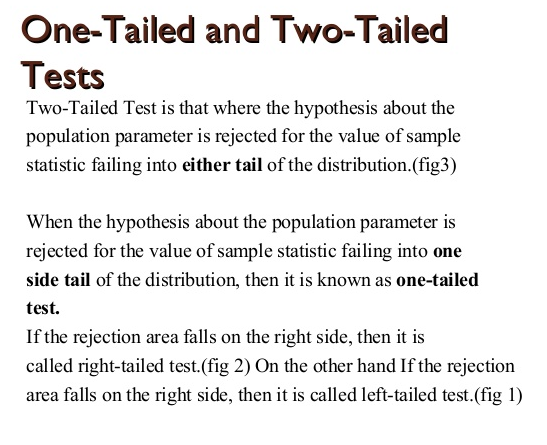 One-Tailed and Two-Tailed
Tests
Two-Tailed Test is that where the hypothesis about the
population parameter is rejected for the value of sample
statistic failing into either tail of the distribution.(fig3)
When the hypothesis about the population parameter is
rejected for the value of sample statistic failing into one
side tail of the distribution, then it is known as one-tailed
test.
If the rejection area falls on the right side, then it is
called right-tailed test.(fig 2) On the other hand If the rejection
area falls on the right side, then it is called left-tailed test.(fig 1)